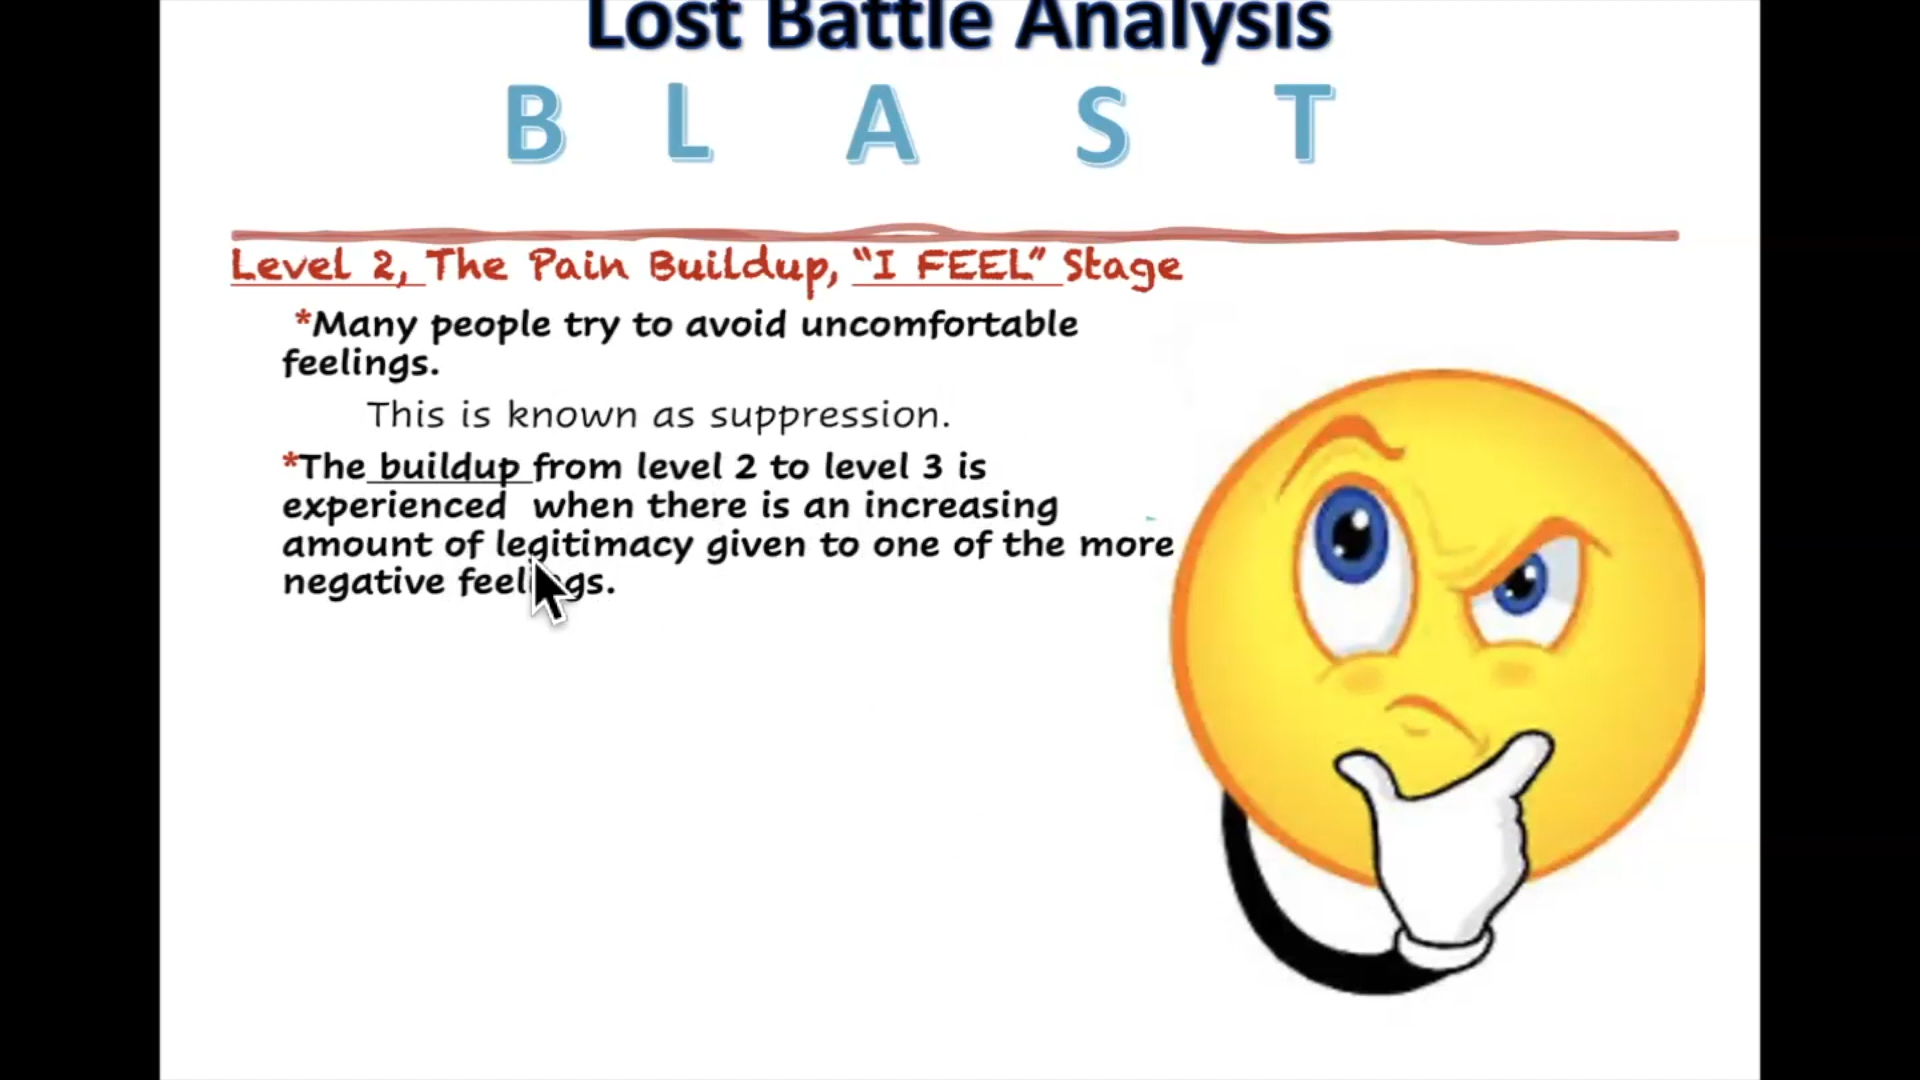 Lost Battle Analysis
B L A S T
Level 2, The Pain Buildup, “I FEEL” Stage
*Many people try to avoid uncomfortable
feelings.
This is known as suppression.
*The buildup from level 2 to level 3 is
experienced when there is an increasing
amount of legitimacy given to one of the more
negative feelings.